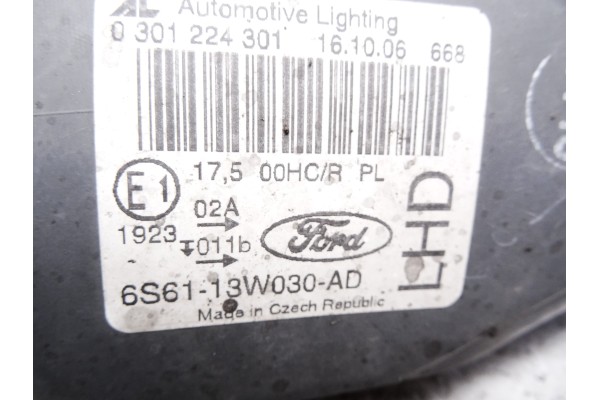 AL Automotive Lighting
0 301 224 301 16.10.06 668
E1 17,5 00HC/R PL
02A
1923 011b
Ford
6S61-13W030-AD
Made in Czech Republic
LHD